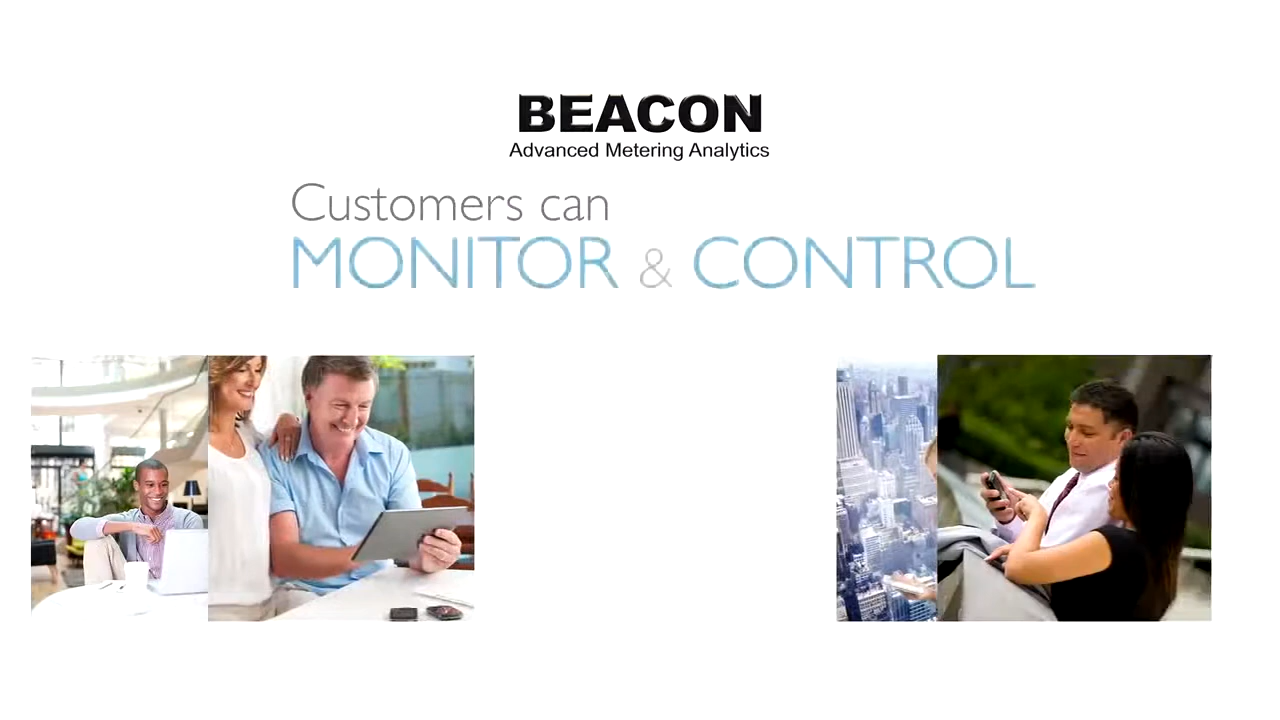 BEACON
Advanced Metering Analytics
Customers can
MONITOR & CONTROL